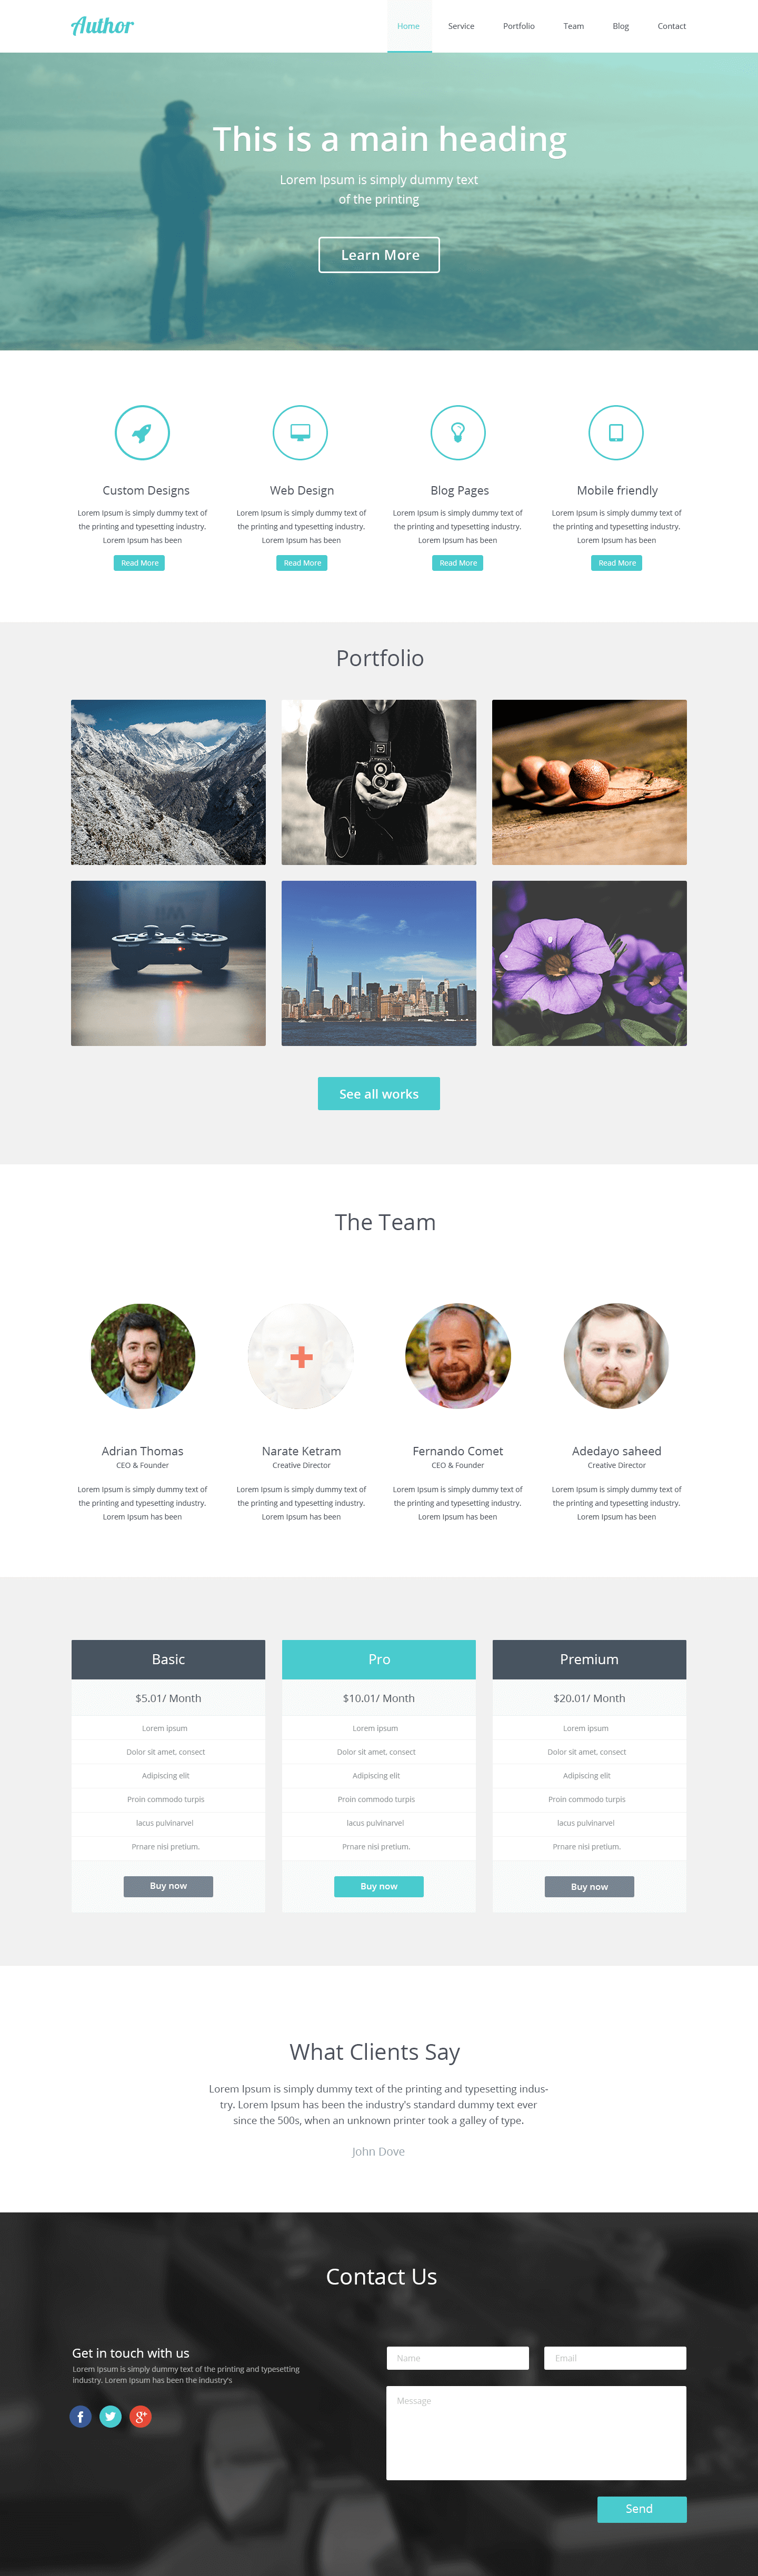 Author
Home Service Portfolio Team Blog Contact
This is a main heading
Lorem Ipsum is simply dummy text
of the printing
Learn More
Custom Designs
Lorem Ipsum is simply dummy text of
the printing and typesetting industry.
Lorem Ipsum has been
Read More
Web Design
Lorem Ipsum is simply dummy text of
the printing and typesetting industry.
Lorem Ipsum has been
Read More
Blog Pages
Lorem Ipsum is simply dummy text of
the printing and typesetting industry.
Lorem Ipsum has been
Read More
Mobile friendly
Lorem Ipsum is simply dummy text of
the printing and typesetting industry.
Lorem Ipsum has been
Read More
Portfolio
See all works
The Team
Adrian Thomas
CEO & Founder
Lorem Ipsum is simply dummy text of
the printing and typesetting industry.
Lorem Ipsum has been
Narate Ketram
Creative Director
Lorem Ipsum is simply dummy text of
the printing and typesetting industry.
Lorem Ipsum has been
Fernando Comet
CEO & Founder
Lorem Ipsum is simply dummy text of
the printing and typesetting industry.
Lorem Ipsum has been
Adedayo saheed
Creative Director
Lorem Ipsum is simply dummy text of
the printing and typesetting industry.
Lorem Ipsum has been
Basic
$5.01/ Month
Lorem ipsum
Dolor sit amet, consect
Adipiscing elit
Proin commodo turpis
lacus pulvinarvel
Prnare nisi pretium.
Buy now
Pro
$10.01/ Month
Lorem ipsum
Dolor sit amet, consect
Adipiscing elit
Proin commodo turpis
lacus pulvinarvel
Prnare nisi pretium.
Buy now
Premium
$20.01/ Month
Lorem ipsum
Dolor sit amet, consect
Adipiscing elit
Proin commodo turpis
lacus pulvinarvel
Prnare nisi pretium.
Buy now
What Clients Say
Lorem Ipsum is simply dummy text of the printing and typesetting indus-
try. Lorem Ipsum has been the industry's standard dummy text ever
since the 500s, when an unknown printer took a galley of type.
John Dove
Contact Us
Get in touch with us
Lorem Ipsum is simply dummy text of the printing and typesetting
industry. Lorem Ipsum has been the industry's
f g+
Name
Email
Message
Send